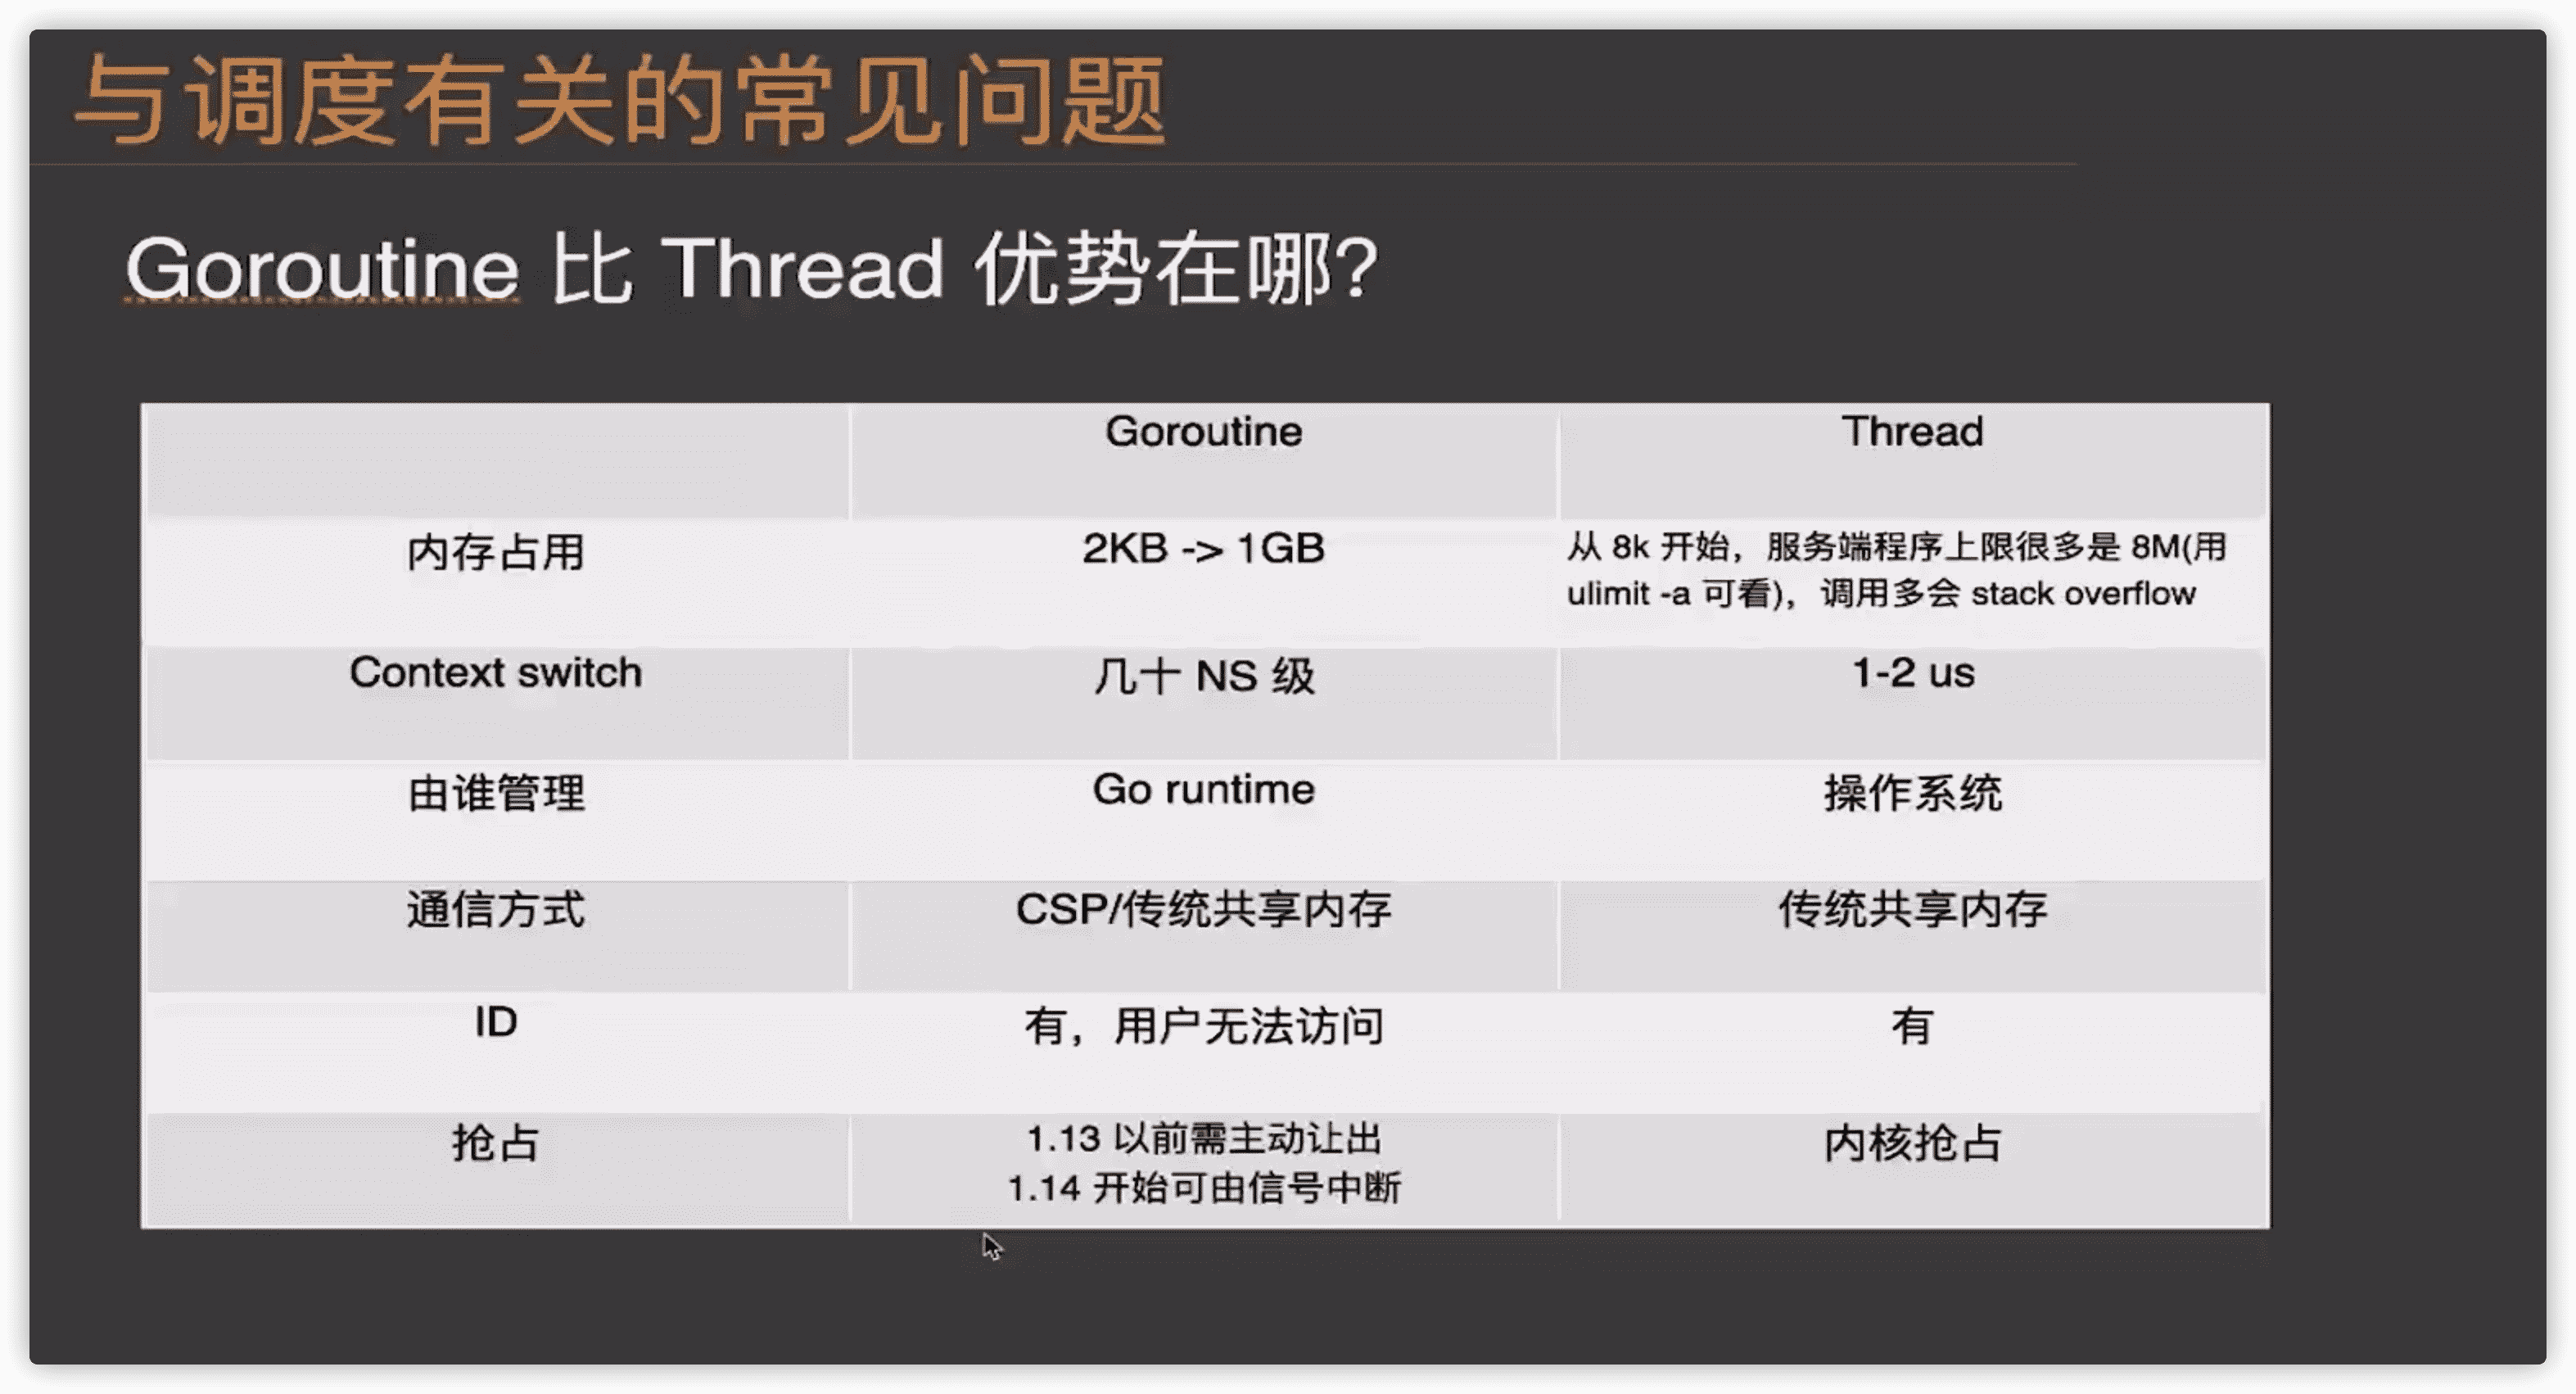 与调度有关的常见问题
Goroutine 比 Thread 优势在哪?
Goroutine
Thread
内存占用
2KB -> 1GB
从 8k 开始，服务端程序上限很多是 8M(用
ulimit -a 可看)，调用多会 stack overflow
Context switch
几十 NS 级
1-2 us
由谁管理
Go runtime
操作系统
通信方式
CSP/传统共享内存
传统共享内存
ID
有，用户无法访问
有
抢占
1.13 以前需主动让出
1.14 开始可由信号中断
内核抢占